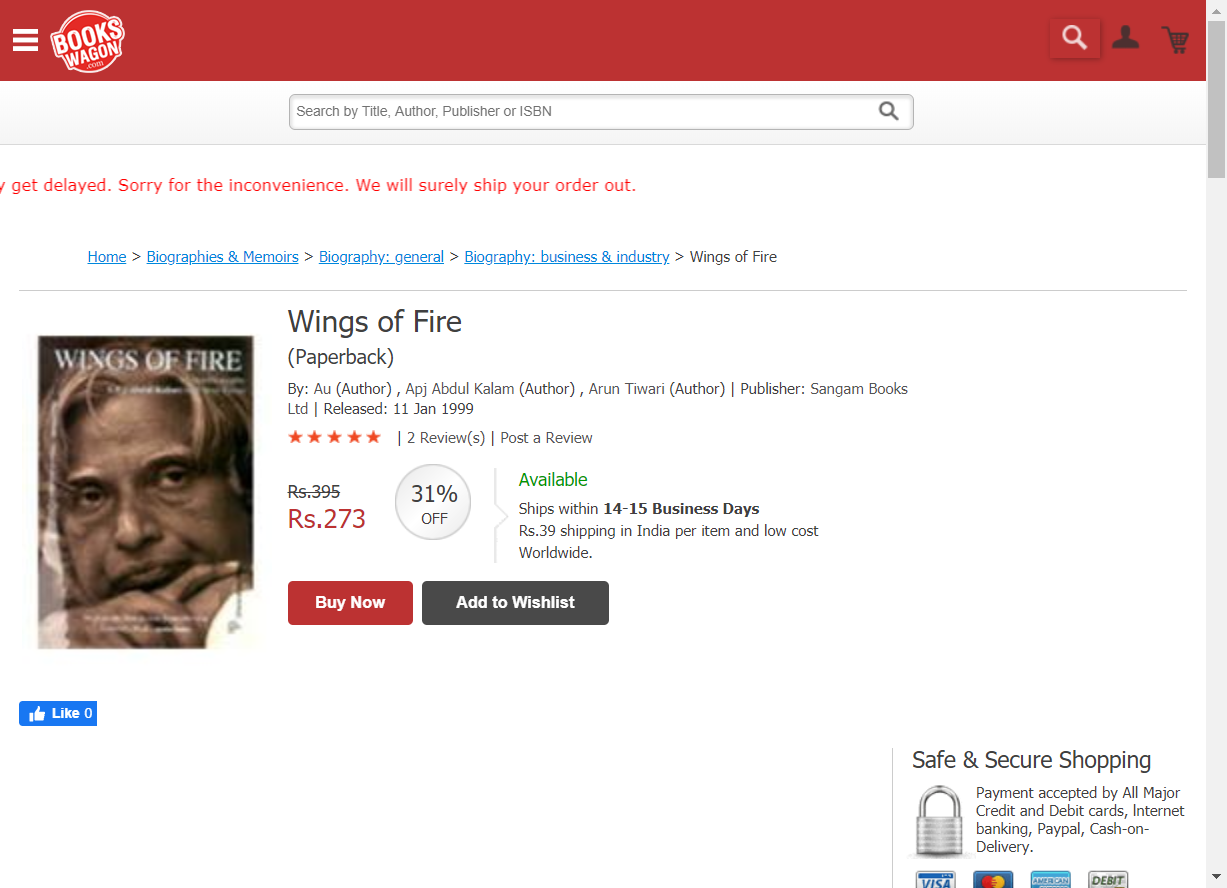 BOOKS
WAGON
.com
Search by Title, Author, Publisher or ISBN
y get delayed. Sorry for the inconvenience. We will surely ship your order out.
Home > Biographies & Memoirs > Biography: general > Biography: business & industry > Wings of Fire
WINGS OF FIRE
Wings of Fire
(Paperback)
By: Au (Author) , Apj Abdul Kalam (Author) , Arun Tiwari (Author) | Publisher: Sangam Books
Ltd | Released: 11 Jan 1999
| 2 Review(s) | Post a Review
Rs.395
Rs.273
31%
OFF
Available
Ships within 14-15 Business Days
Rs.39 shipping in India per item and low cost
Worldwide.
Buy Now
Add to Wishlist
Like 0
Safe & Secure Shopping
Payment accepted by All Major
Credit and Debit cards, Internet
banking, Paypal, Cash-on-
Delivery.
VISA
AMERICAN
DEBIT